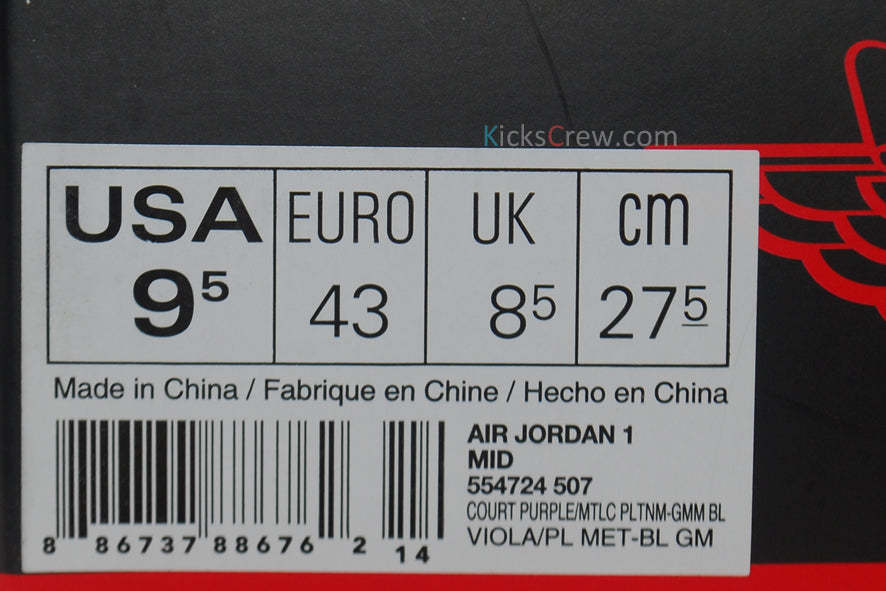 KicksCrew.com
USA EURO UK cm
9⁵ 43 8⁵ 27⁵
Made in China / Fabrique en Chine / Hecho en China
AIR JORDAN 1
MID
554724 507
COURT PURPLE/MTLC PLTNM-GMM BL
VIOLA/PL MET-BL GM
8 86737 88676 2 14